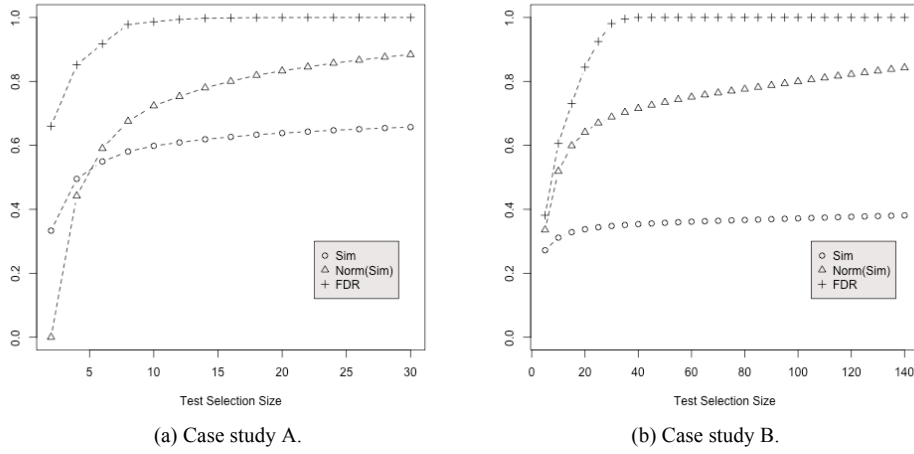 1.0
0.8
0.6
0.4
0.2
0.0
Sim
Norm(Sim)
FDR
5 10 15 20 25 30
Test Selection Size
(a) Case study A.
1.0
0.8
0.6
0.4
0.2
0.0
Sim
Norm(Sim)
FDR
0 20 40 60 80 100 120 140
Test Selection Size
(b) Case study B.